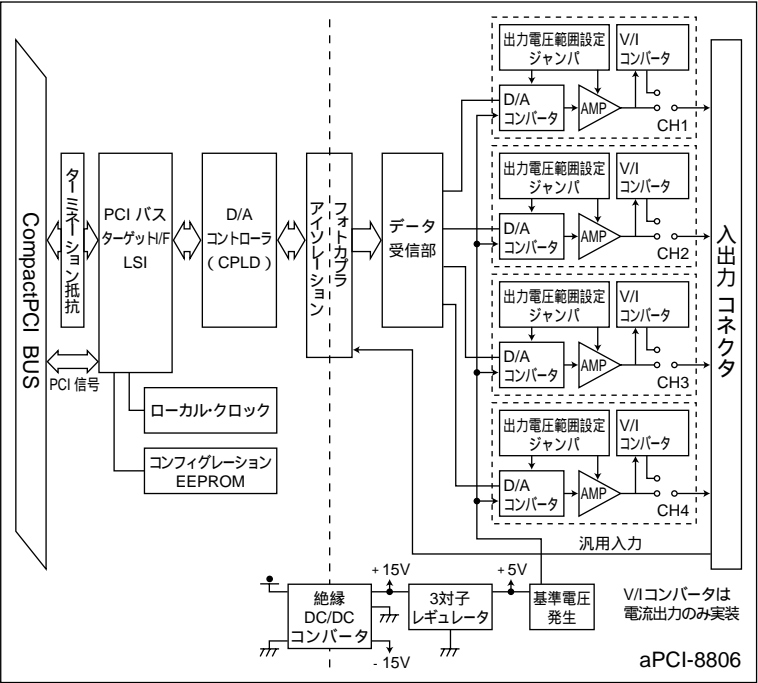 CompactPCI BUS
ターミネーション抵抗
PCI バス
ターゲットI/F
LSI
D/A
コントローラ
( CPLD )
フォトカプラ
アイソレーション
データ
受信部
PCI 信号
ローカル・クロック
コンフィグレーション
EEPROM
出力電圧範囲設定
ジャンパ
V/I
コンバータ
D/A
コンバータ
AMP
CH1
出力電圧範囲設定
ジャンパ
V/I
コンバータ
D/A
コンバータ
AMP
CH2
出力電圧範囲設定
ジャンパ
V/I
コンバータ
D/A
コンバータ
AMP
CH3
出力電圧範囲設定
ジャンパ
V/I
コンバータ
D/A
コンバータ
AMP
CH4
入出力 コネクタ
汎用入力
+15V
+5V
絶縁
DC/DC
コンバータ
- 15V
3対子
レギュレータ
基準電圧
発生
V/Iコンバータは
電流出力のみ実装
aPCI-8806